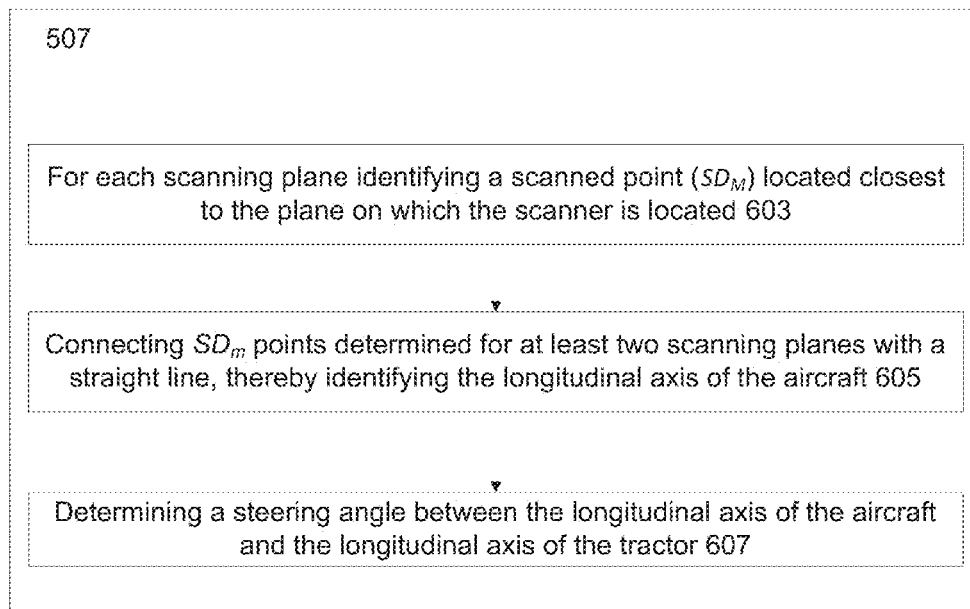 507
For each scanning plane identifying a scanned point (SD_M) located closest
to the plane on which the scanner is located 603
Connecting SD_m points determined for at least two scanning planes with a
straight line, thereby identifying the longitudinal axis of the aircraft 605
Determining a steering angle between the longitudinal axis of the aircraft
and the longitudinal axis of the tractor 607